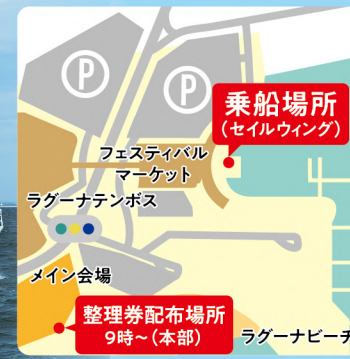 P
P
乗船場所
(セイルウィング)
フェスティバル
マーケット
ラグーナテンボス
メイン会場
整理券配布場所
9時~(本部)
ラグーナビーチ